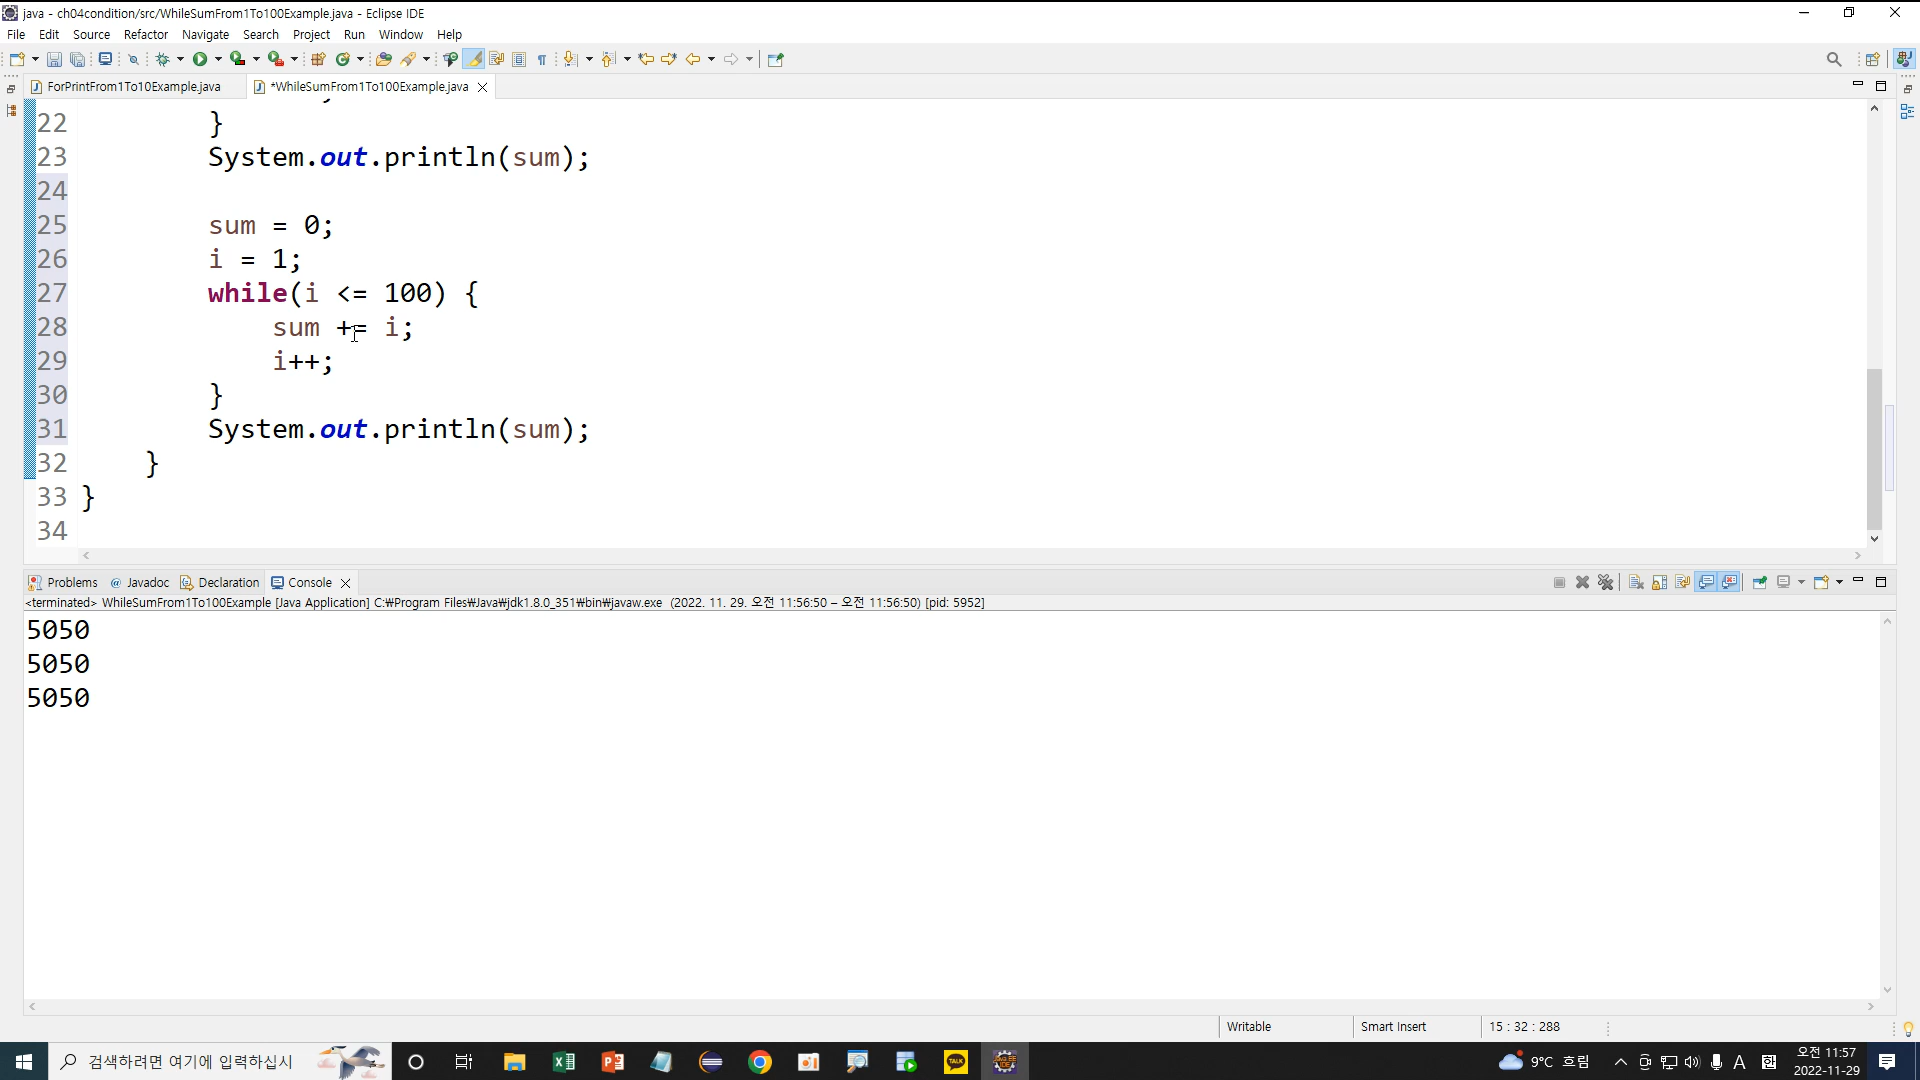 java - ch04condition/src/WhileSumFrom1To100Example.java - Eclipse IDE
File Edit Source Refactor Navigate Search Project Run Window Help
ForPrintFrom1To10Example.java *WhileSumFrom1To100Example.java
22 }
23 System.out.println(sum);
24
25 sum = 0;
26 i = 1;
27 while(i <= 100) {
28 sum += i;
29 i++;
30 }
31 System.out.println(sum);
32 }
33 }
34
Problems @ Javadoc Declaration Console
<terminated> WhileSumFrom1To100Example [Java Application] C:₩Program Files₩Java₩jdk1.8.0_351₩bin₩javaw.exe (2022. 11. 29. 오전 11:56:50 – 오전 11:56:50) [pid: 5952]
5050
5050
5050
Writable Smart Insert 15 : 32 : 288
검색하려면 여기에 입력하십시
TALK
9°C 흐림
A
오전 11:57
2022-11-29